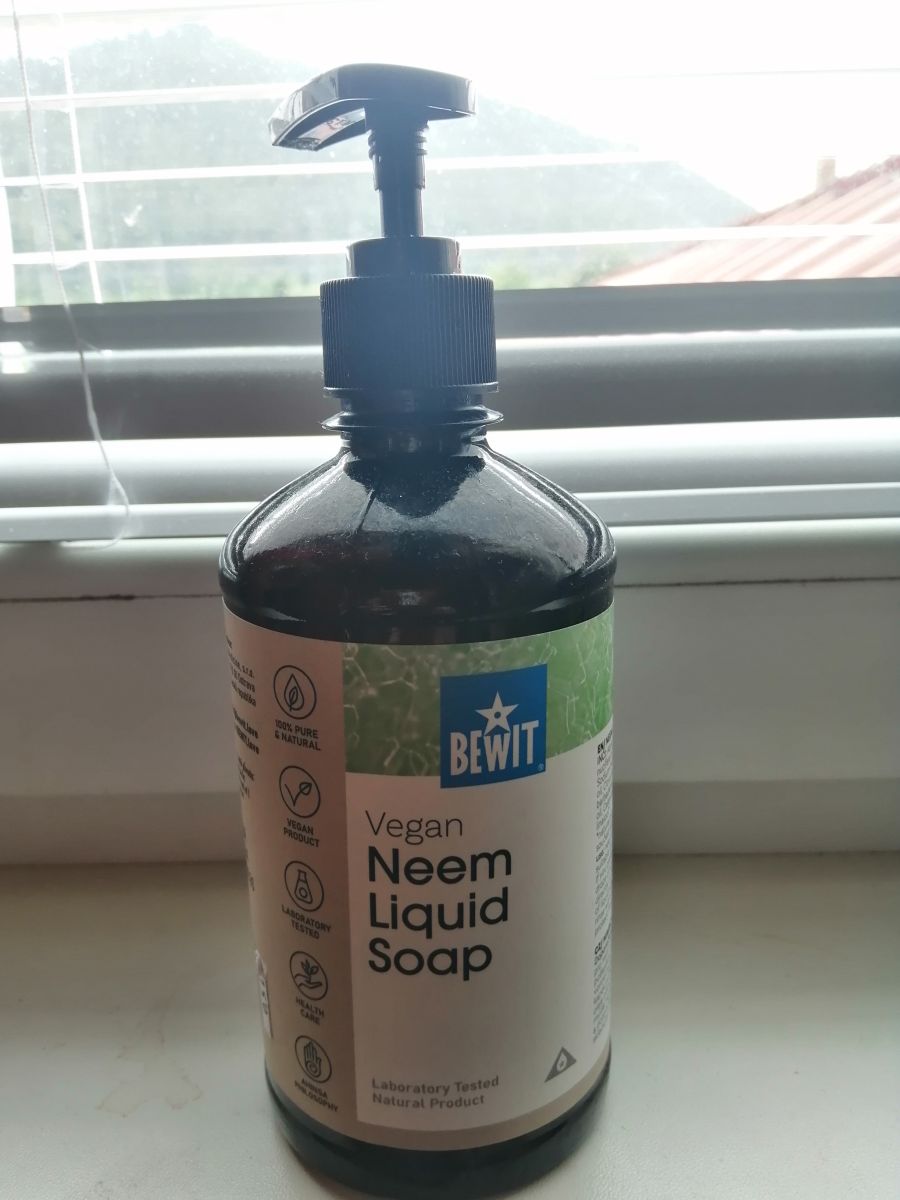 100% PURE
& NATURAL
VEGAN
PRODUCT
LABORATORY
TESTED
HEALTH
CARE
AHIMSA
PHILOSOPHY
BEWIT®
Vegan
Neem
Liquid
Soap
Laboratory Tested
Natural Product